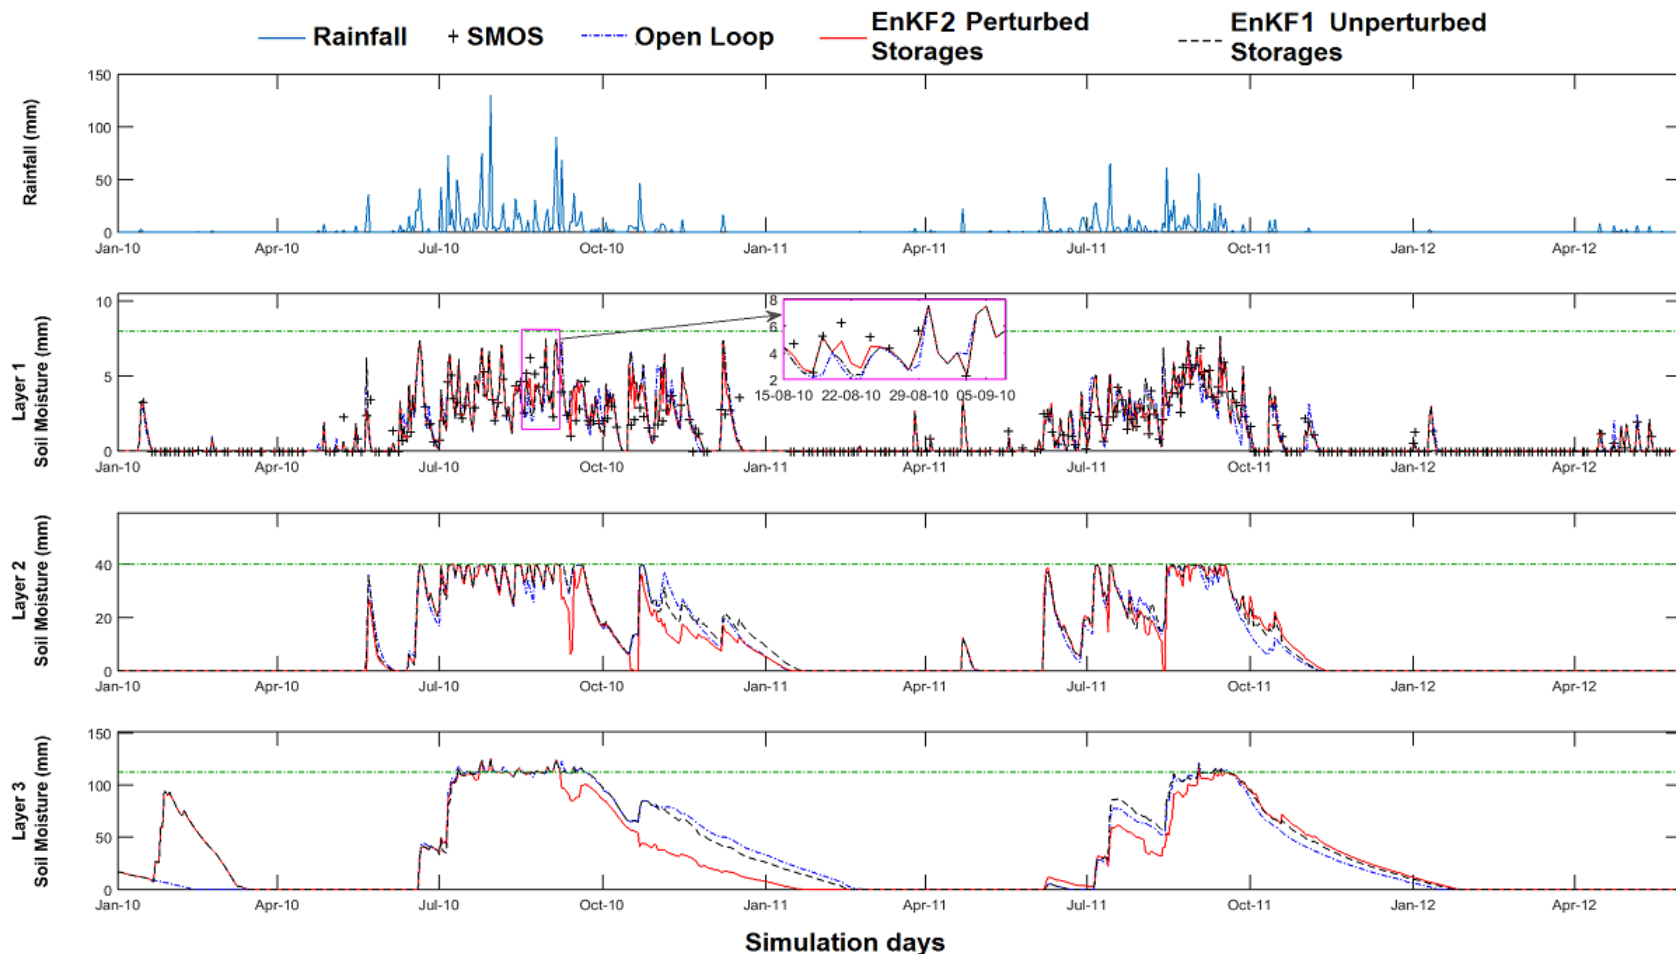 Rainfall + SMOS Open Loop EnKF2 Perturbed Storages EnKF1 Unperturbed Storages
Rainfall (mm)
150
100
50
0
Jan-10 Apr-10 Jul-10 Oct-10 Jan-11 Apr-11 Jul-11 Oct-11 Jan-12 Apr-12
Layer 1
Soil Moisture (mm)
10
5
0
8
6
4
2
15-08-10 22-08-10 29-08-10 05-09-10
Jan-10 Apr-10 Jul-10 Oct-10 Jan-11 Apr-11 Jul-11 Oct-11 Jan-12 Apr-12
Layer 2
Soil Moisture (mm)
40
20
0
Jan-10 Apr-10 Jul-10 Oct-10 Jan-11 Apr-11 Jul-11 Oct-11 Jan-12 Apr-12
Layer 3
Soil Moisture (mm)
150
100
50
0
Jan-10 Apr-10 Jul-10 Oct-10 Jan-11 Apr-11 Jul-11 Oct-11 Jan-12 Apr-12
Simulation days